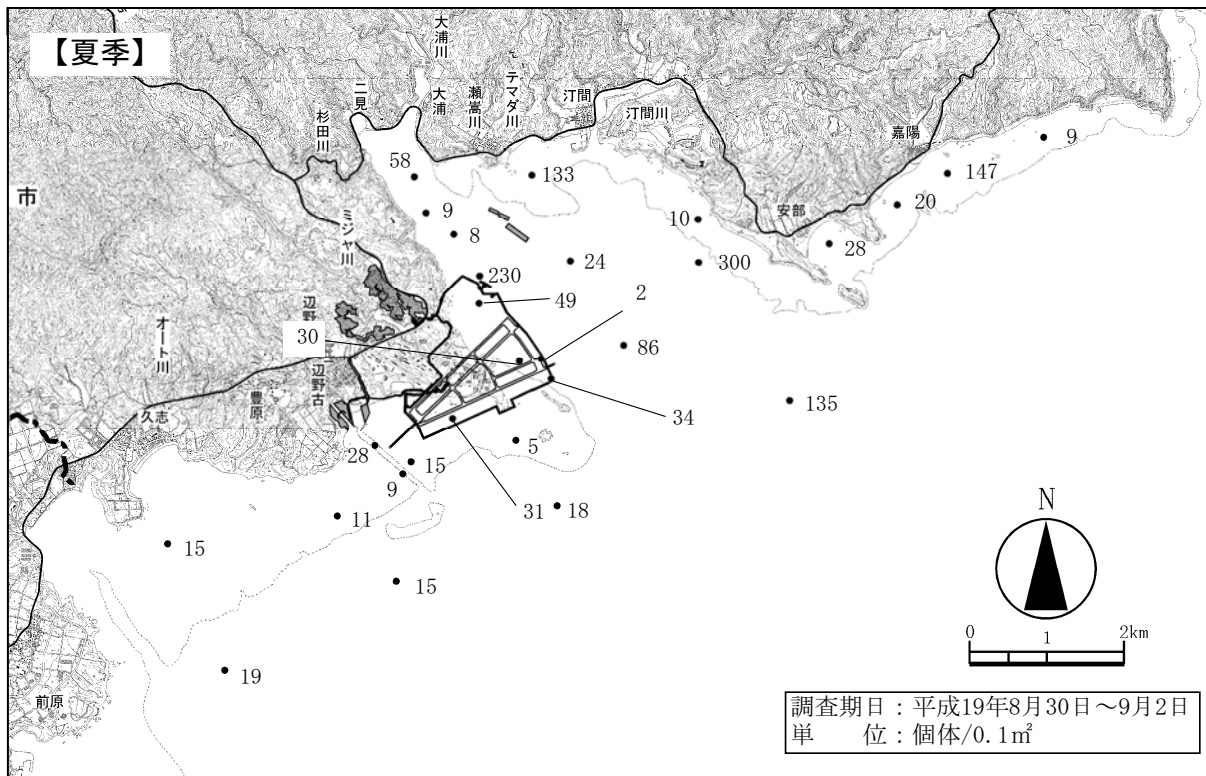 【夏季】
大浦川
大浦
瀬嵩川
テマダ川
汀間
汀間川
嘉陽
安部
二見
杉田川
ミジャ川
市
辺野
辺野古
オート川
豊原
久志
前原
58
133
9
147
20
28
9
8
10
300
24
230
49
2
30
86
135
34
5
28
15
9
31
18
11
15
15
19
N
0 1 2km
調査期日：平成19年8月30日～9月2日
単　　位：個体/0.1㎡